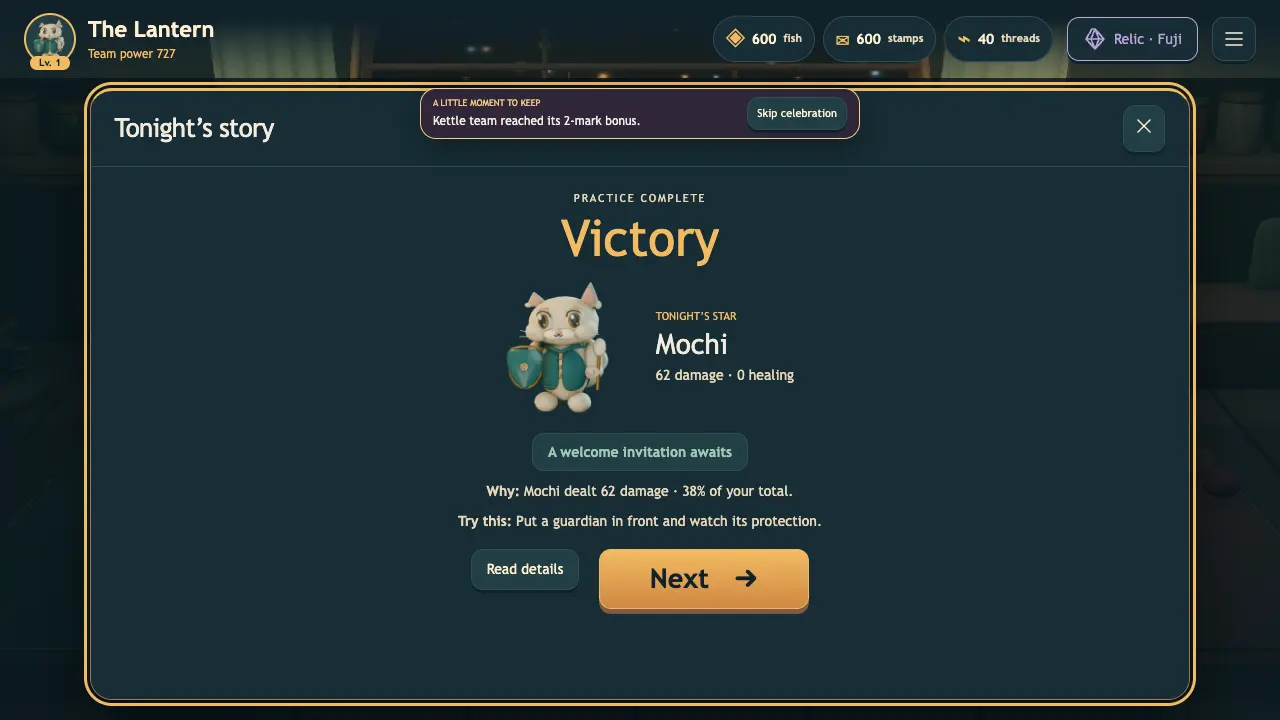 The Lantern
Team power 727
Lv. 1
600 fish
600 stamps
40 threads
Relic · Fuji
Tonight’s story
A LITTLE MOMENT TO KEEP
Kettle team reached its 2-mark bonus.
Skip celebration
PRACTICE COMPLETE
Victory
TONIGHT’S STAR
Mochi
62 damage · 0 healing
A welcome invitation awaits
Why: Mochi dealt 62 damage · 38% of your total.
Try this: Put a guardian in front and watch its protection.
Read details
Next →